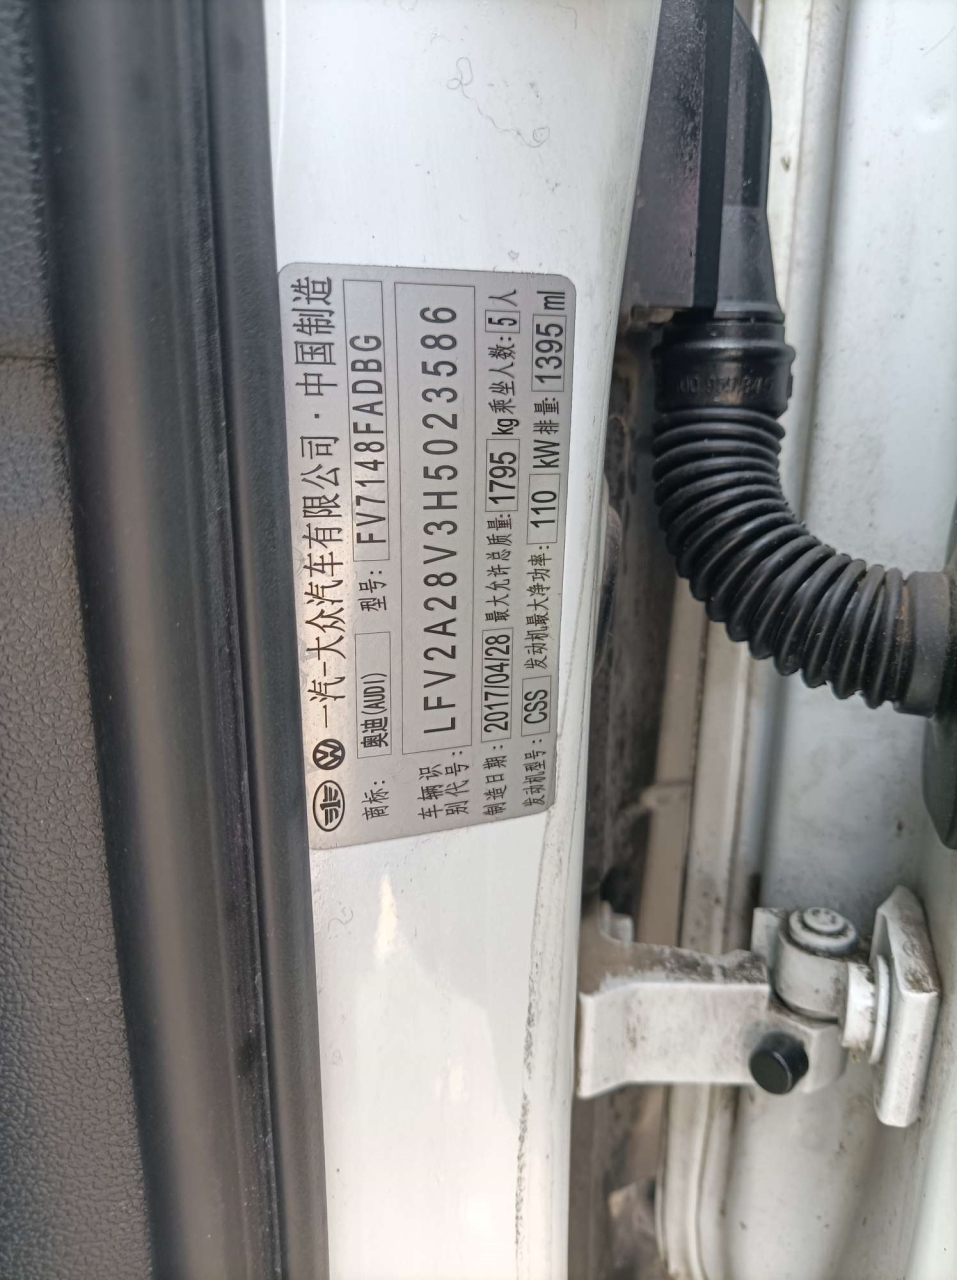 一汽-大众汽车有限公司·中国制造
商标: 奥迪(AUDI) 型号: FV7148FADBG
车辆识别代号: LFV2A28V3H5023586
制造日期: 2017/04/28 最大允许总质量: 1795 kg 乘坐人数: 5 人
发动机型号: CSS 发动机最大净功率: 110 kW 排量: 1395 ml